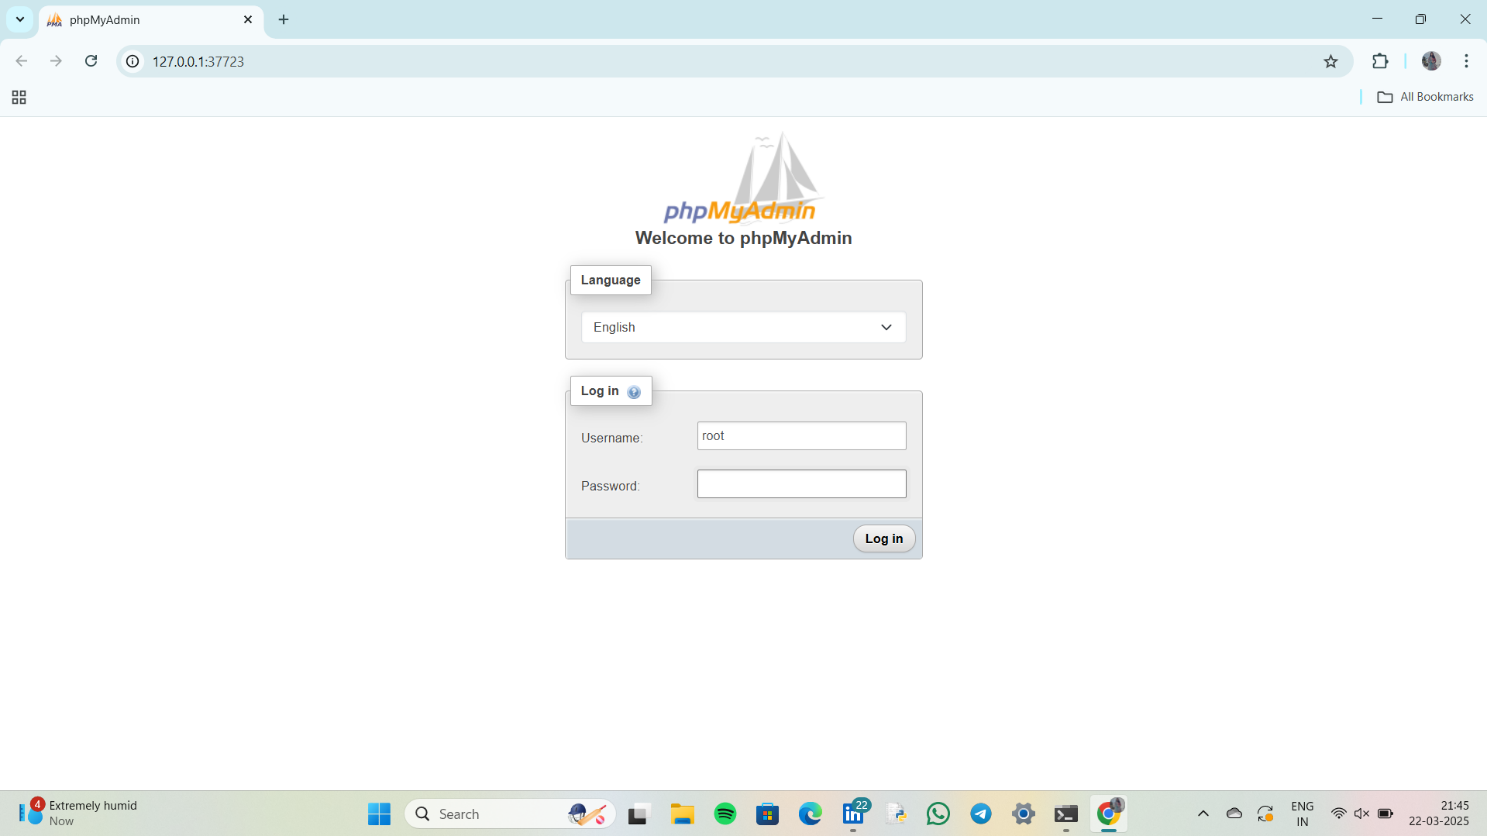 phpMyAdmin
127.0.0.1:37723
All Bookmarks
phpMyAdmin
Welcome to phpMyAdmin
Language
English
Log in
Username: root
Password:
Log in
4
Extremely humid
Now
Search
22
ENG
IN
21:45
22-03-2025